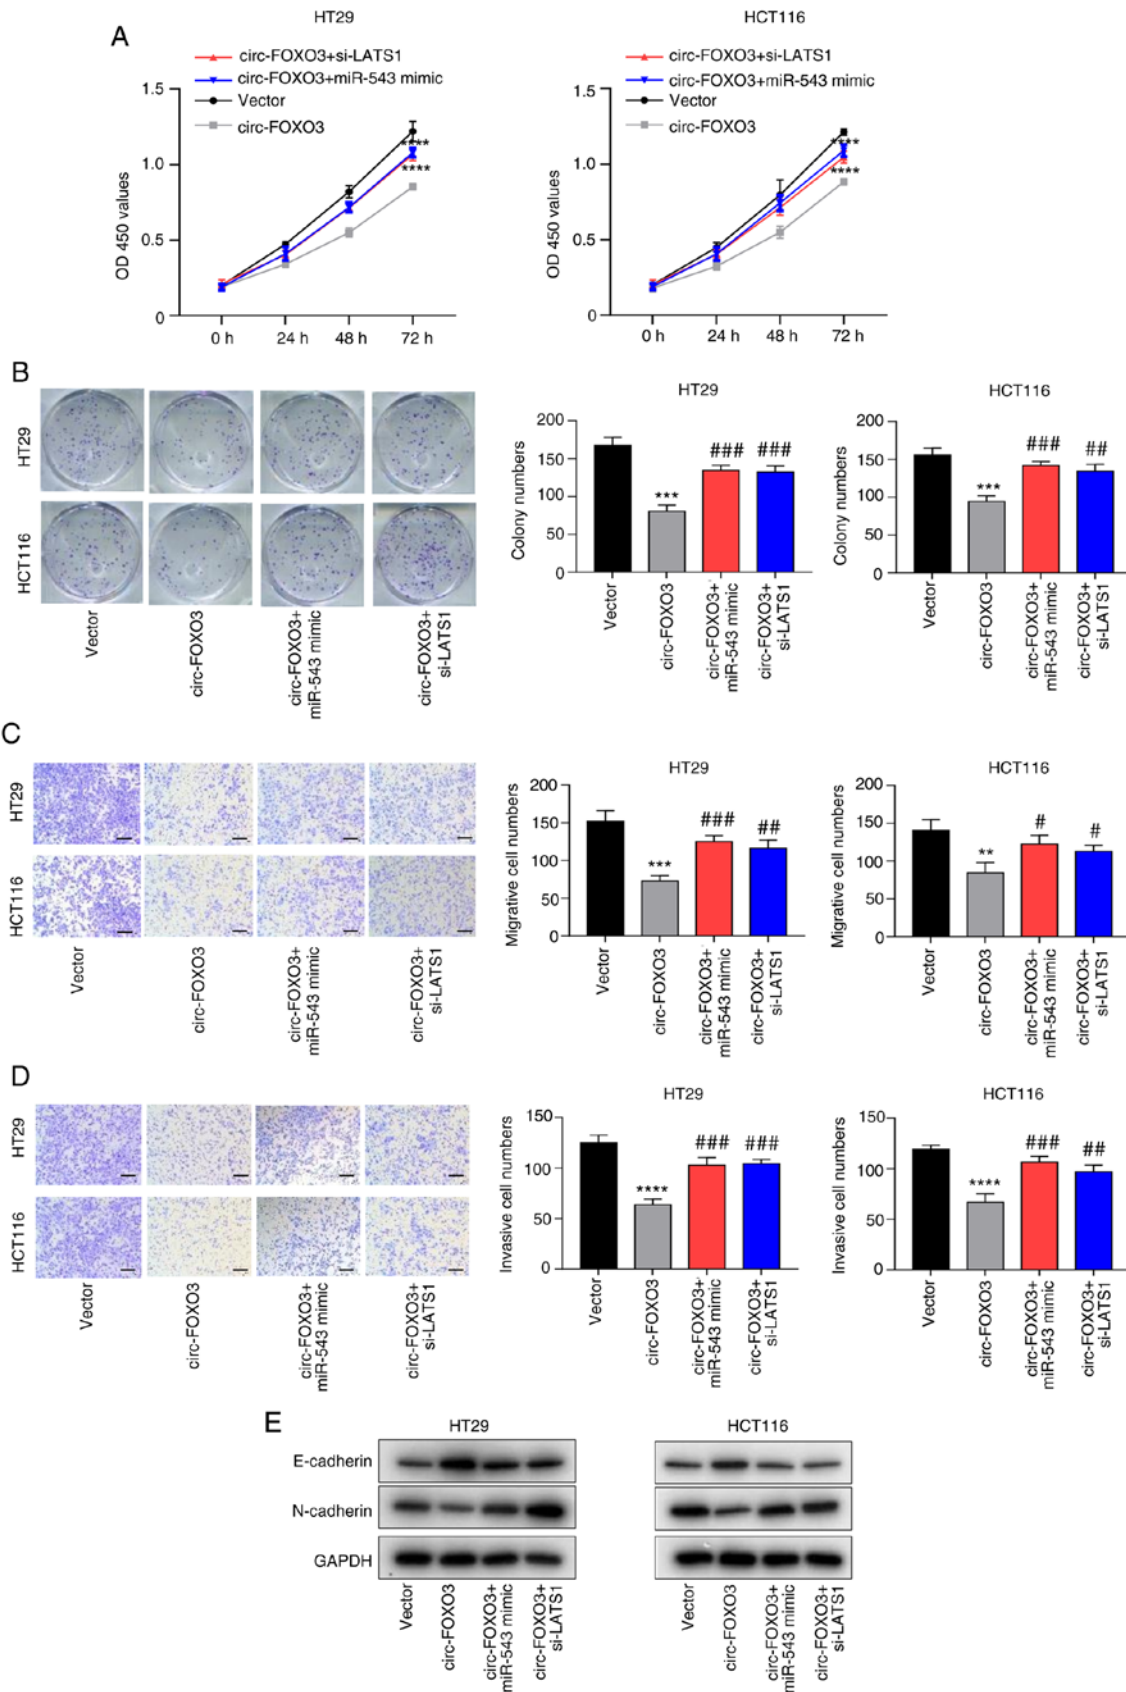 HT29
HCT116
A
circ-FOXO3+si-LATS1
circ-FOXO3+miR-543 mimic
Vector
circ-FOXO3
1.5
1.0
0.5
0
OD 450 values
****
****
0 h 24 h 48 h 72 h
circ-FOXO3+si-LATS1
circ-FOXO3+miR-543 mimic
Vector
circ-FOXO3
1.5
1.0
0.5
0
OD 450 values
****
****
0 h 24 h 48 h 72 h
B
HT29
HCT116
Vector
circ-FOXO3
circ-FOXO3+
miR-543 mimic
circ-FOXO3+
si-LATS1
HT29
200
150
100
50
0
Colony numbers
***
###
###
Vector
circ-FOXO3
circ-FOXO3+
miR-543 mimic
circ-FOXO3+
si-LATS1
HCT116
200
150
100
50
0
Colony numbers
***
###
##
Vector
circ-FOXO3
circ-FOXO3+
miR-543 mimic
circ-FOXO3+
si-LATS1
C
HT29
HCT116
Vector
circ-FOXO3
circ-FOXO3+
miR-543 mimic
circ-FOXO3+
si-LATS1
HT29
200
150
100
50
0
Migrative cell numbers
***
###
##
Vector
circ-FOXO3
circ-FOXO3+
miR-543 mimic
circ-FOXO3+
si-LATS1
HCT116
200
150
100
50
0
Migrative cell numbers
**
#
#
Vector
circ-FOXO3
circ-FOXO3+
miR-543 mimic
circ-FOXO3+
si-LATS1
D
HT29
HCT116
Vector
circ-FOXO3
circ-FOXO3+
miR-543 mimic
circ-FOXO3+
si-LATS1
HT29
150
100
50
0
Invasive cell numbers
****
###
###
Vector
circ-FOXO3
circ-FOXO3+
miR-543 mimic
circ-FOXO3+
si-LATS1
HCT116
150
100
50
0
Invasive cell numbers
****
###
##
Vector
circ-FOXO3
circ-FOXO3+
miR-543 mimic
circ-FOXO3+
si-LATS1
E
HT29
HCT116
E-cadherin
N-cadherin
GAPDH
Vector
circ-FOXO3
circ-FOXO3+
miR-543 mimic
circ-FOXO3+
si-LATS1
Vector
circ-FOXO3
circ-FOXO3+
miR-543 mimic
circ-FOXO3+
si-LATS1